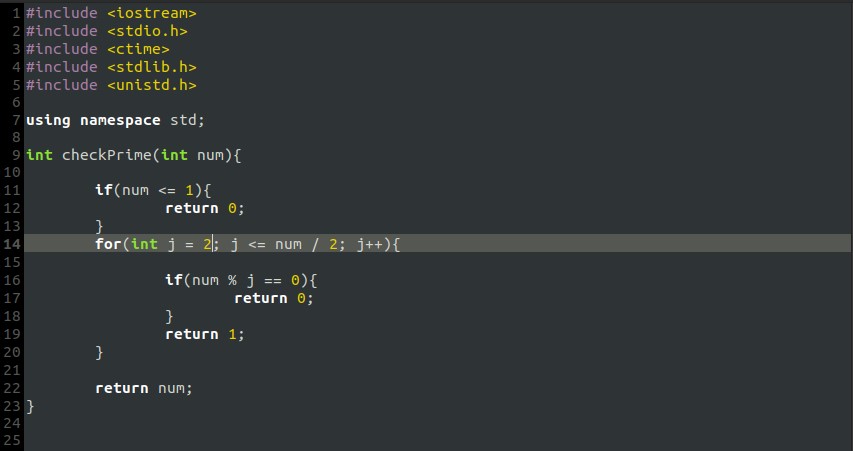 1 #include <iostream>
2 #include <stdio.h>
3 #include <ctime>
4 #include <stdlib.h>
5 #include <unistd.h>
6
7 using namespace std;
8
9 int checkPrime(int num){
10
11         if(num <= 1){
12                 return 0;
13         }
14         for(int j = 2; j <= num / 2; j++){
15
16                 if(num % j == 0){
17                         return 0;
18                 }
19                 return 1;
20         }
21
22         return num;
23 }
24
25